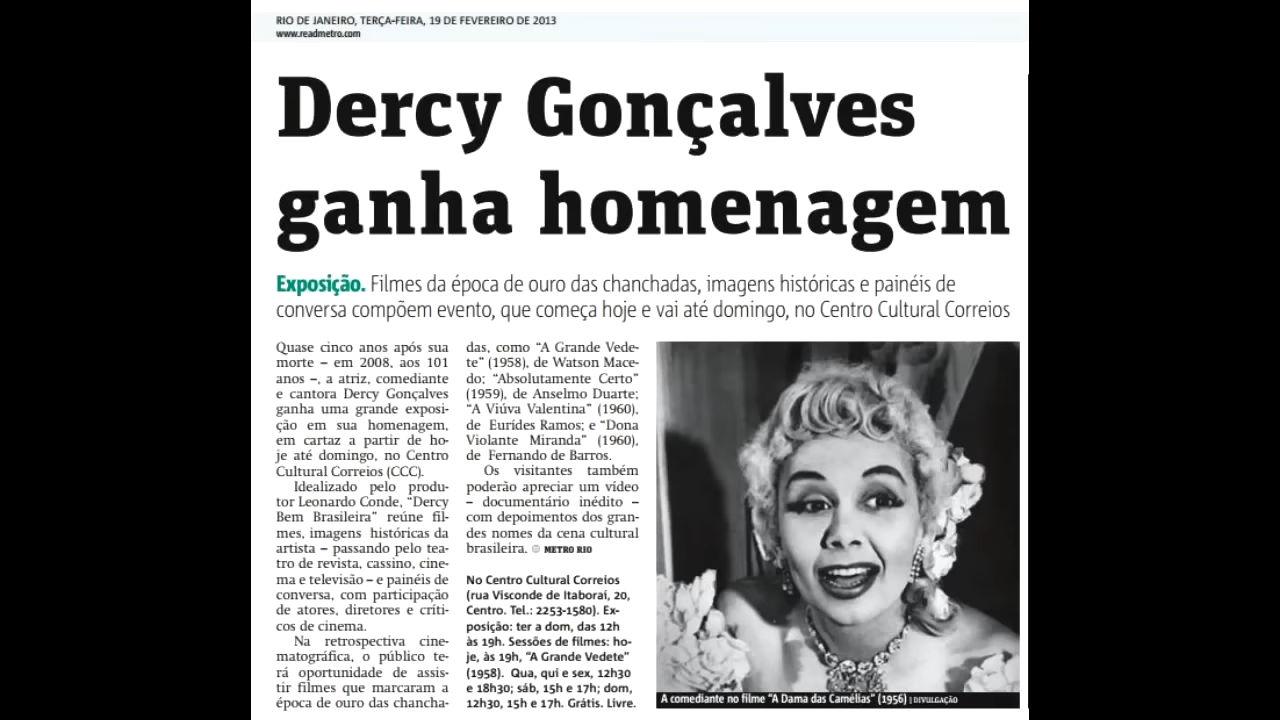 RIO DE JANEIRO, TERÇA-FEIRA, 19 DE FEVEREIRO DE 2013
www.readmetro.com
Dercy Gonçalves
ganha homenagem
Exposição. Filmes da época de ouro das chanchadas, imagens históricas e painéis de
conversa compõem evento, que começa hoje e vai até domingo, no Centro Cultural Correios
Quase cinco anos após sua
morte – em 2008, aos 101
anos –, a atriz, comediante
e cantora Dercy Gonçalves
ganha uma grande exposi-
ção em sua homenagem,
em cartaz a partir de ho-
je até domingo, no Centro
Cultural Correios (CCC).
Idealizado pelo produ-
tor Leonardo Conde, “Dercy
Bem Brasileira” reúne fil-
mes, imagens históricas da
artista – passando pelo tea-
tro de revista, cassino, cine-
ma e televisão – e painéis de
conversa, com participação
de atores, diretores e críti-
cos de cinema.
Na retrospectiva cine-
matográfica, o público te-
rá oportunidade de assis-
tir filmes que marcaram a
época de ouro das chancha-
das, como “A Grande Vede-
te” (1958), de Watson Mace-
do; “Absolutamente Certo”
(1959), de Anselmo Duarte;
“A Viúva Valentina” (1960),
de Eurídes Ramos; e “Dona
Violante Miranda” (1960),
de Fernando de Barros.
Os visitantes também
poderão apreciar um vídeo
– documentário inédito –
com depoimentos dos gran-
des nomes da cena cultural
brasileira. METRO RIO
No Centro Cultural Correios
(rua Visconde de Itaboraí, 20,
Centro. Tel.: 2253-1580). Ex-
posição: ter a dom, das 12h
às 19h. Sessões de filmes: ho-
je, às 19h, “A Grande Vedete”
(1958). Qua, qui e sex, 12h30
e 18h30; sáb, 15h e 17h; dom,
12h30, 15h e 17h. Grátis. Livre.
A comediante no filme “A Dama das Camélias” (1956) | DIVULGAÇÃO